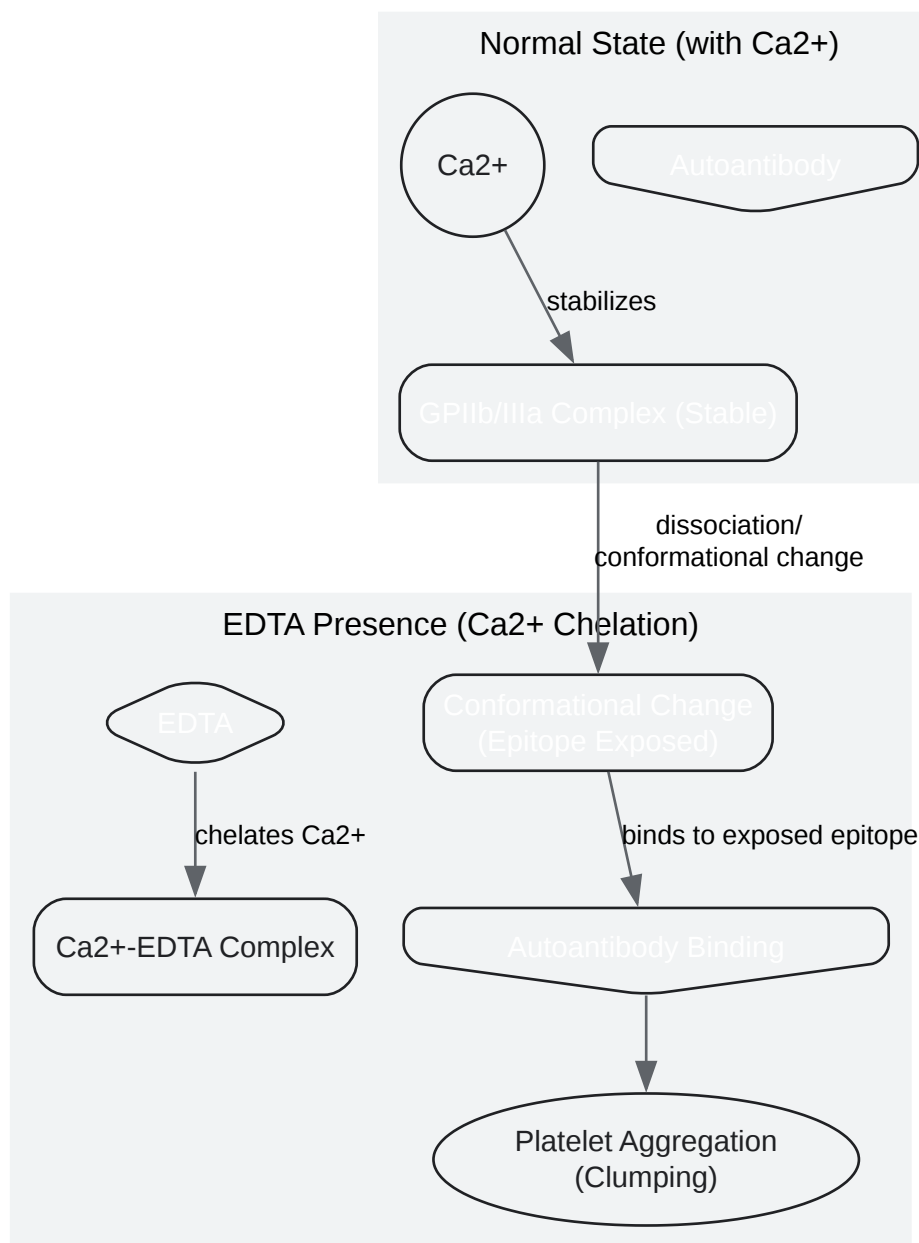 Normal State (with Ca2+)
Ca2+
Autoantibody
stabilizes
GPIIb/IIIa Complex (Stable)
dissociation/
conformational change
EDTA Presence (Ca2+ Chelation)
EDTA
Conformational Change
(Epitope Exposed)
chelates Ca2+
binds to exposed epitope
Ca2+-EDTA Complex
Autoantibody Binding
Platelet Aggregation
(Clumping)